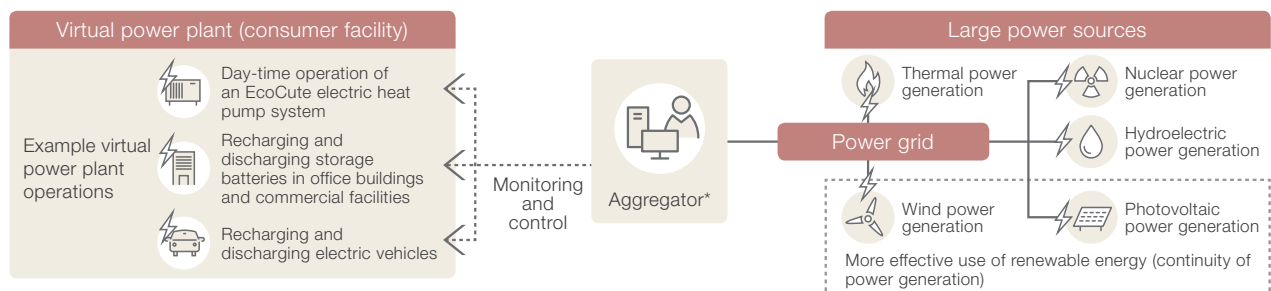 Virtual power plant (consumer facility)
Example virtual
power plant
operations
Day-time operation of
an EcoCute electric heat
pump system
Recharging and
discharging storage
batteries in office buildings
and commercial facilities
Recharging and
discharging electric vehicles
Monitoring
and
control
Aggregator*
Large power sources
Thermal power
generation
Nuclear power
generation
Power grid
Hydroelectric
power generation
Wind power
generation
Photovoltaic
power generation
More effective use of renewable energy (continuity of
power generation)